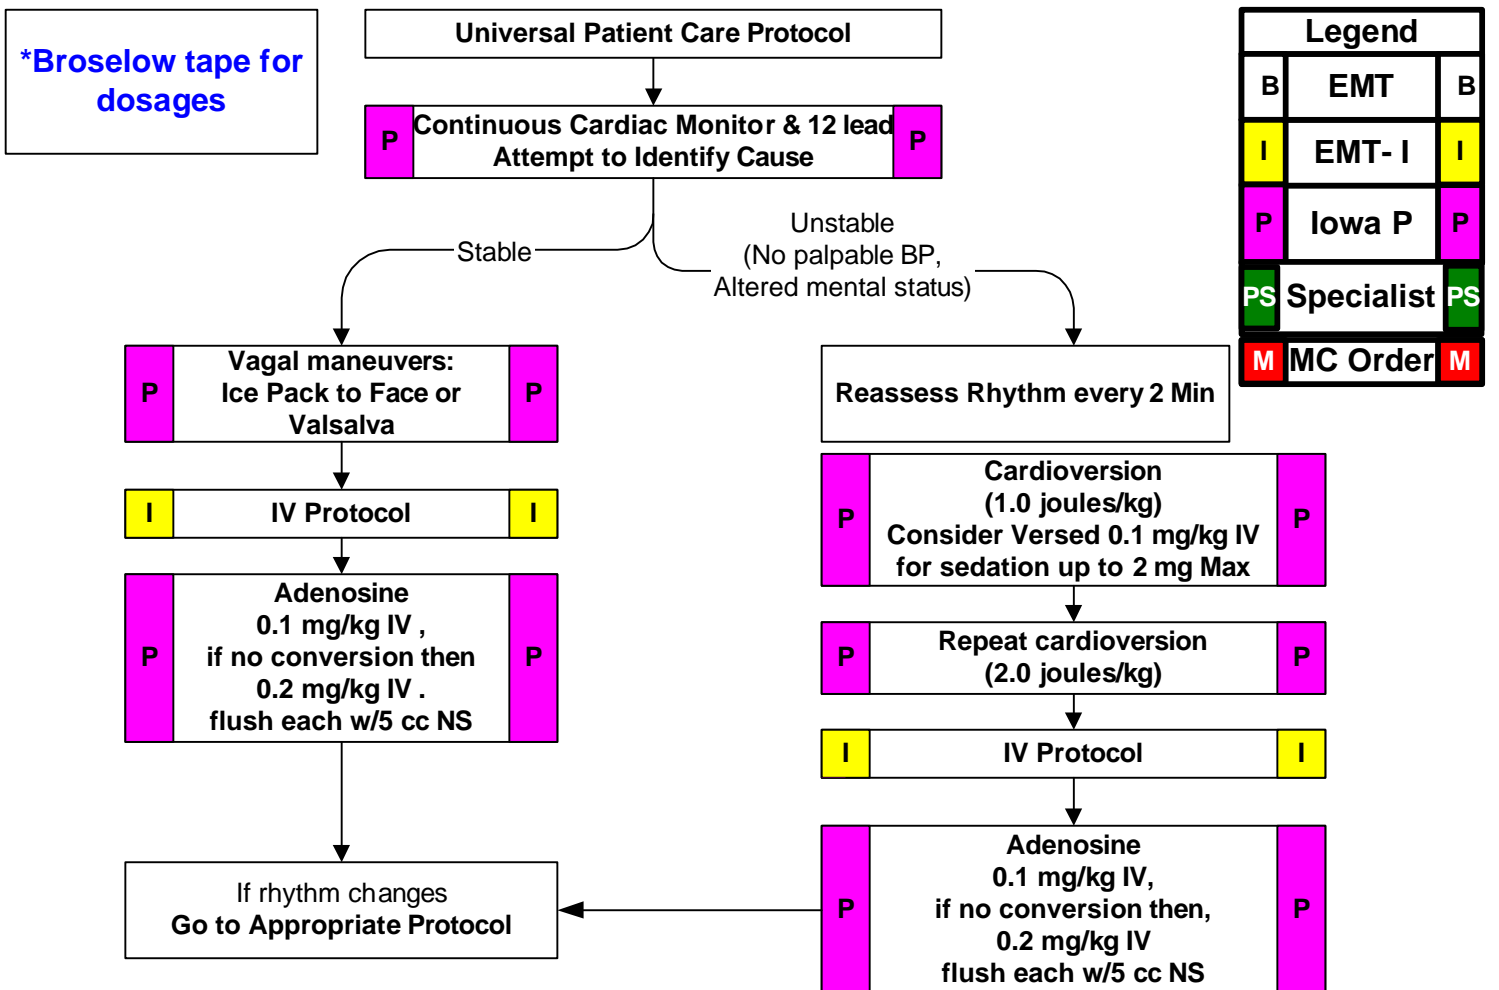 *Broselow tape for
dosages
Universal Patient Care Protocol
P
Continuous Cardiac Monitor & 12 lead
Attempt to Identify Cause
P
Legend
B EMT B
I EMT- I I
P Iowa P P
PS Specialist PS
M MC Order M
Stable
Unstable
(No palpable BP,
Altered mental status)
P
Vagal maneuvers:
Ice Pack to Face or
Valsalva
P
I IV Protocol I
P
Adenosine
0.1 mg/kg IV ,
if no conversion then
0.2 mg/kg IV .
flush each w/5 cc NS
P
Reassess Rhythm every 2 Min
P
Cardioversion
(1.0 joules/kg)
Consider Versed 0.1 mg/kg IV
for sedation up to 2 mg Max
P
P
Repeat cardioversion
(2.0 joules/kg)
P
I IV Protocol I
P
Adenosine
0.1 mg/kg IV,
if no conversion then,
0.2 mg/kg IV
flush each w/5 cc NS
P
If rhythm changes
Go to Appropriate Protocol